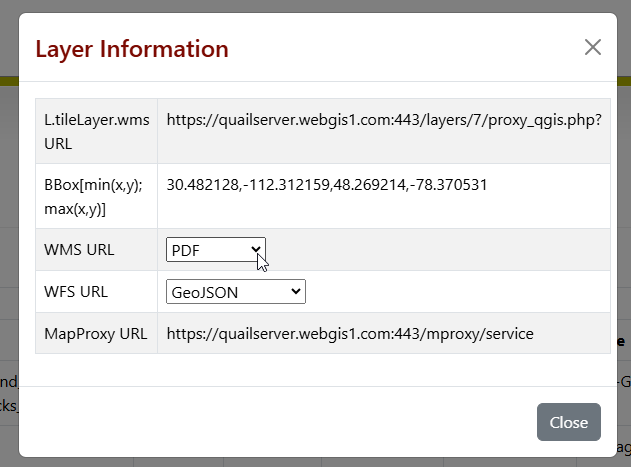 Layer Information
L.tileLayer.wms URL
https://quailserver.webgis1.com:443/layers/7/proxy_qgis.php?
BBox[min(x,y);
max(x,y)]
30.482128,-112.312159,48.269214,-78.370531
WMS URL
PDF
WFS URL
GeoJSON
MapProxy URL
https://quailserver.webgis1.com:443/mproxy/service
Close